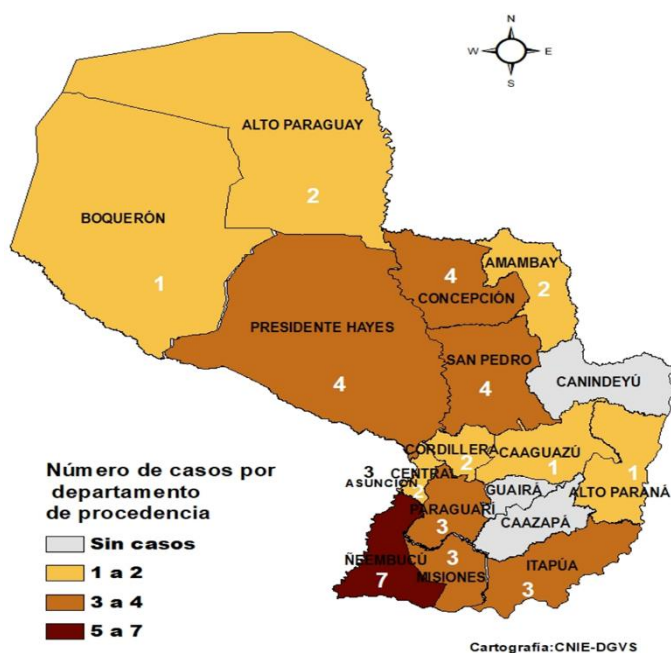 N
W E
S
ALTO PARAGUAY
2
BOQUERÓN
1
AMAMBAY
2
4
CONCEPCIÓN
PRESIDENTE HAYES
4
SAN PEDRO
4
CANINDEYÚ
CORDILLERA
2
CAAGUAZÚ
1
3
ASUNCIÓN
CENTRAL
2
GUAIRÁ
1
ALTO PARANÁ
PARAGUARÍ
3
CAAZAPÁ
ÑEEMBUCÚ
7
3
MISIONES
ITAPÚA
3
Número de casos por
departamento
de procedencia
Sin casos
1 a 2
3 a 4
5 a 7
Cartografia:CNIE-DGVS